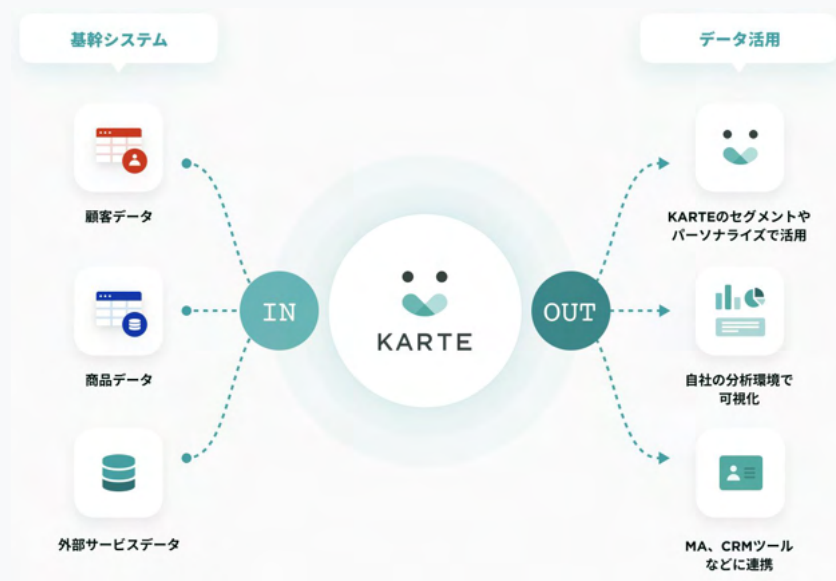 基幹システム
データ活用
顧客データ
商品データ
外部サービスデータ
IN
KARTE
OUT
KARTEのセグメントや
パーソナライズで活用
自社の分析環境で
可視化
MA、CRMツール
などに連携